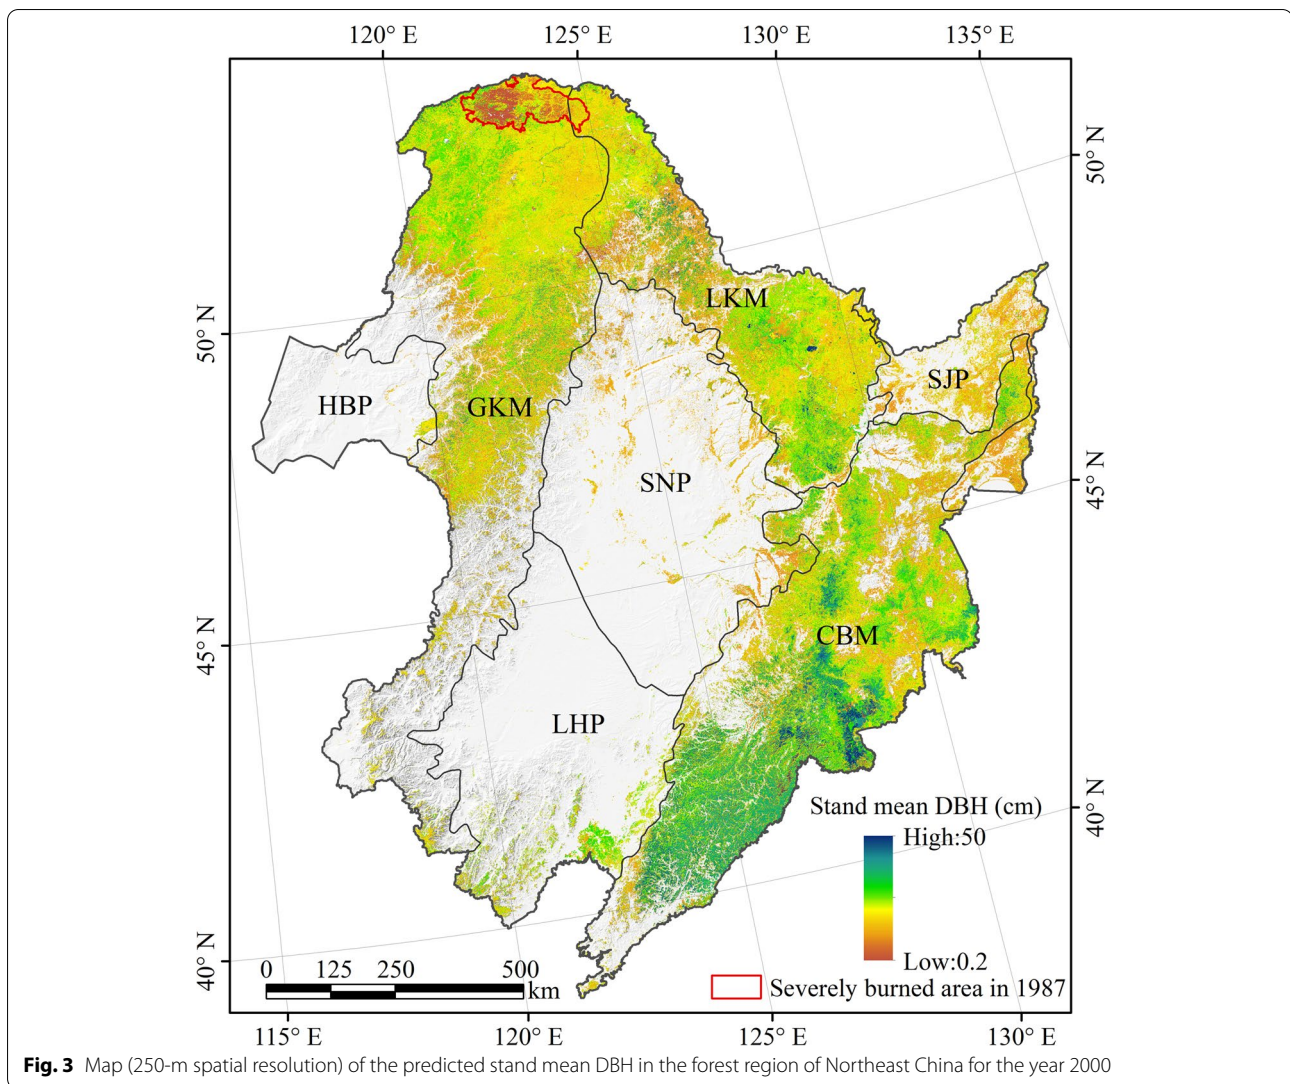 120° E 125° E 130° E 135° E
50° N
50° N
LKM
SJP
HBP
GKM
SNP
45° N
45° N
CBM
LHP
Stand mean DBH (cm)
High:50
Low:0.2
40° N
40° N
0 125 250 500
km
Severely burned area in 1987
115° E 120° E 125° E 130° E
Fig. 3 Map (250-m spatial resolution) of the predicted stand mean DBH in the forest region of Northeast China for the year 2000